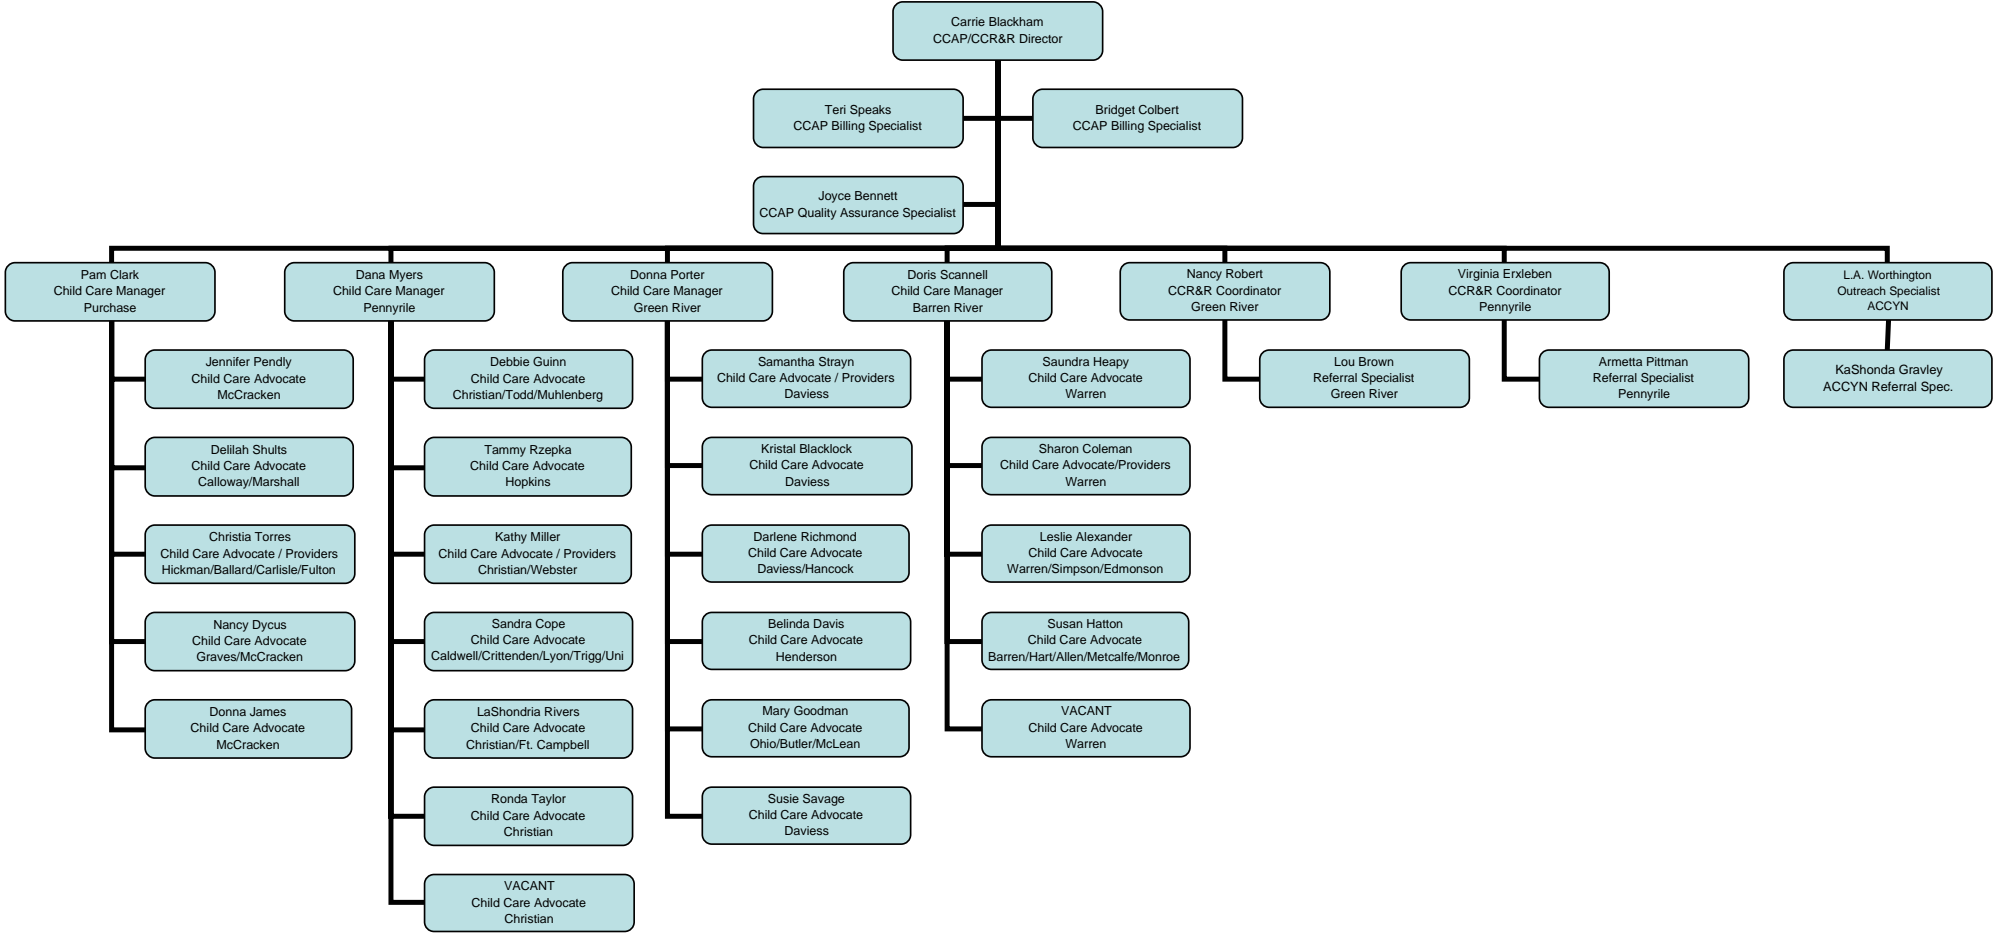 Carrie Blackham
CCAP/CCR&R Director
Teri Speaks
CCAP Billing Specialist
Bridget Colbert
CCAP Billing Specialist
Joyce Bennett
CCAP Quality Assurance Specialist
Pam Clark
Child Care Manager
Purchase
Dana Myers
Child Care Manager
Pennyrile
Donna Porter
Child Care Manager
Green River
Doris Scannell
Child Care Manager
Barren River
Nancy Robert
CCR&R Coordinator
Green River
Virginia Erxleben
CCR&R Coordinator
Pennyrile
L.A. Worthington
Outreach Specialist
ACCYN
Jennifer Pendly
Child Care Advocate
McCracken
Debbie Guinn
Child Care Advocate
Christian/Todd/Muhlenberg
Samantha Strayn
Child Care Advocate / Providers
Daviess
Saundra Heapy
Child Care Advocate
Warren
Lou Brown
Referral Specialist
Green River
Armetta Pittman
Referral Specialist
Pennyrile
KaShonda Gravley
ACCYN Referral Spec.
Delilah Shults
Child Care Advocate
Calloway/Marshall
Tammy Rzepka
Child Care Advocate
Hopkins
Kristal Blacklock
Child Care Advocate
Daviess
Sharon Coleman
Child Care Advocate/Providers
Warren
Christia Torres
Child Care Advocate / Providers
Hickman/Ballard/Carlisle/Fulton
Kathy Miller
Child Care Advocate / Providers
Christian/Webster
Darlene Richmond
Child Care Advocate
Daviess/Hancock
Leslie Alexander
Child Care Advocate
Warren/Simpson/Edmonson
Nancy Dycus
Child Care Advocate
Graves/McCracken
Sandra Cope
Child Care Advocate
Caldwell/Crittenden/Lyon/Trigg/Uni
Belinda Davis
Child Care Advocate
Henderson
Susan Hatton
Child Care Advocate
Barren/Hart/Allen/Metcalfe/Monroe
Donna James
Child Care Advocate
McCracken
LaShondria Rivers
Child Care Advocate
Christian/Ft. Campbell
Mary Goodman
Child Care Advocate
Ohio/Butler/McLean
VACANT
Child Care Advocate
Warren
Ronda Taylor
Child Care Advocate
Christian
Susie Savage
Child Care Advocate
Daviess
VACANT
Child Care Advocate
Christian